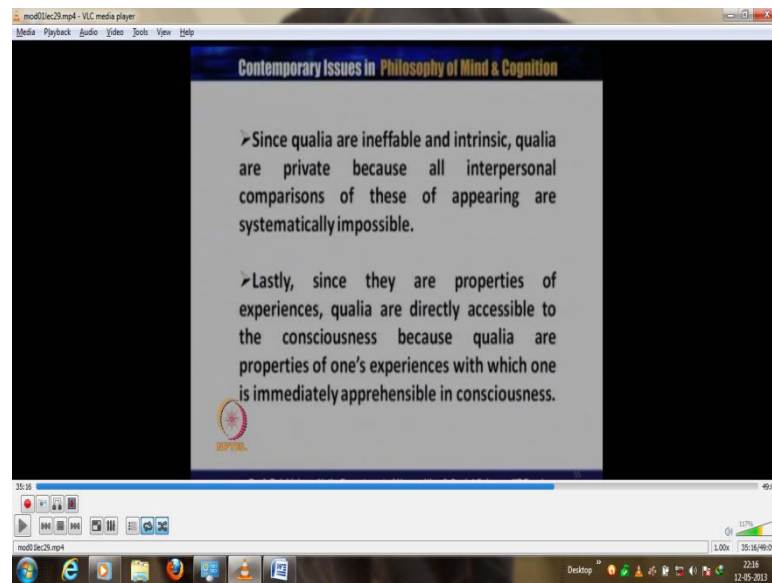 mod01lec29.mp4 - VLC media player
Media Playback Audio Video Tools View Help
Contemporary Issues in Philosophy of Mind & Cognition
➢Since qualia are ineffable and intrinsic, qualia
are private because all interpersonal
comparisons of these of appearing are
systematically impossible.
➢Lastly, since they are properties of
experiences, qualia are directly accessible to
the consciousness because qualia are
properties of one's experiences with which one
is immediately apprehensible in consciousness.
NPTEL
35:16
117%
mod01lec29.mp4
1.00x 35:16/49:0
Desktop
22:16
12-05-2013